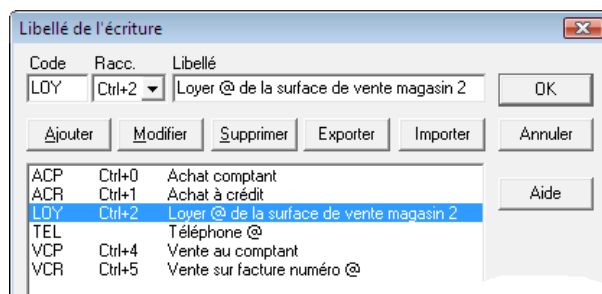 Libellé de l'écriture
Code Racc. Libellé
LOY Ctrl+2 Loyer @ de la surface de vente magasin 2 OK
Ajouter Modifier Supprimer Exporter Importer Annuler
ACP Ctrl+0 Achat comptant
ACR Ctrl+1 Achat à crédit
LOY Ctrl+2 Loyer @ de la surface de vente magasin 2
TEL Téléphone @
VCP Ctrl+4 Vente au comptant
VCR Ctrl+5 Vente sur facture numéro @
Aide